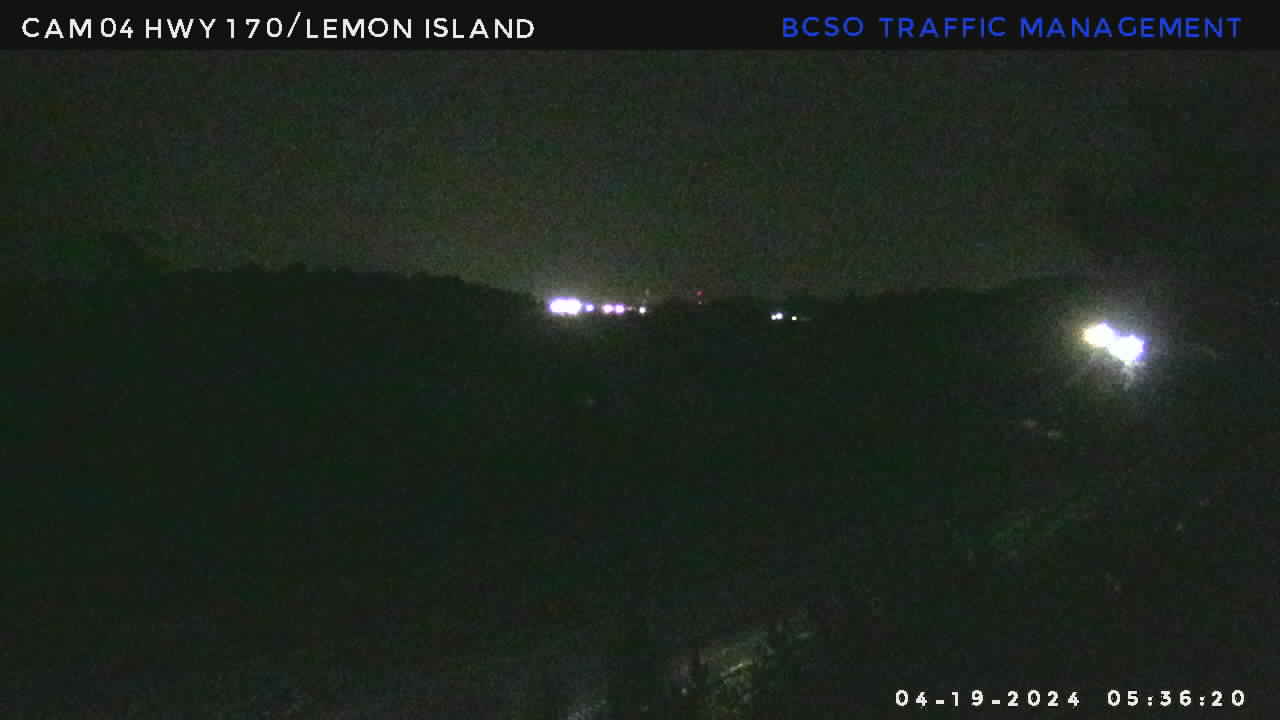 CAM04 HWY 170/LEMON ISLAND
BCSO TRAFFIC MANAGEMENT
04-19-2024 05:36:20